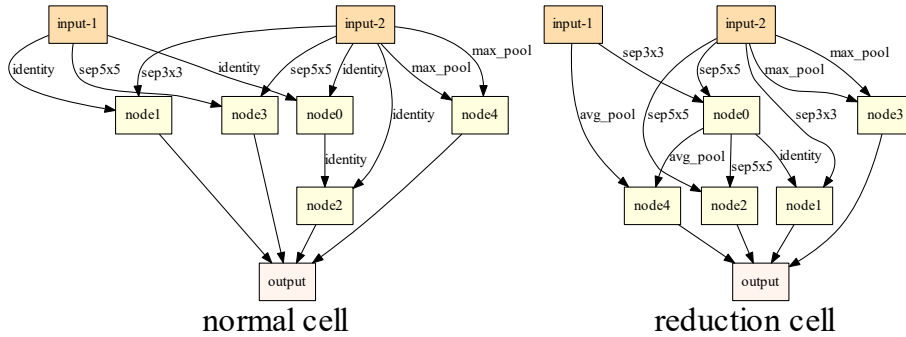 input-1
input-2
identity
sep5x5
sep3x3
identity
sep5x5
identity
identity
max_pool
max_pool
node1
node3
node0
node4
identity
node2
output
normal cell
input-1
input-2
sep3x3
sep5x5
max_pool
max_pool
avg_pool
sep5x5
sep3x3
node0
node3
avg_pool
sep5x5
identity
node4
node2
node1
output
reduction cell